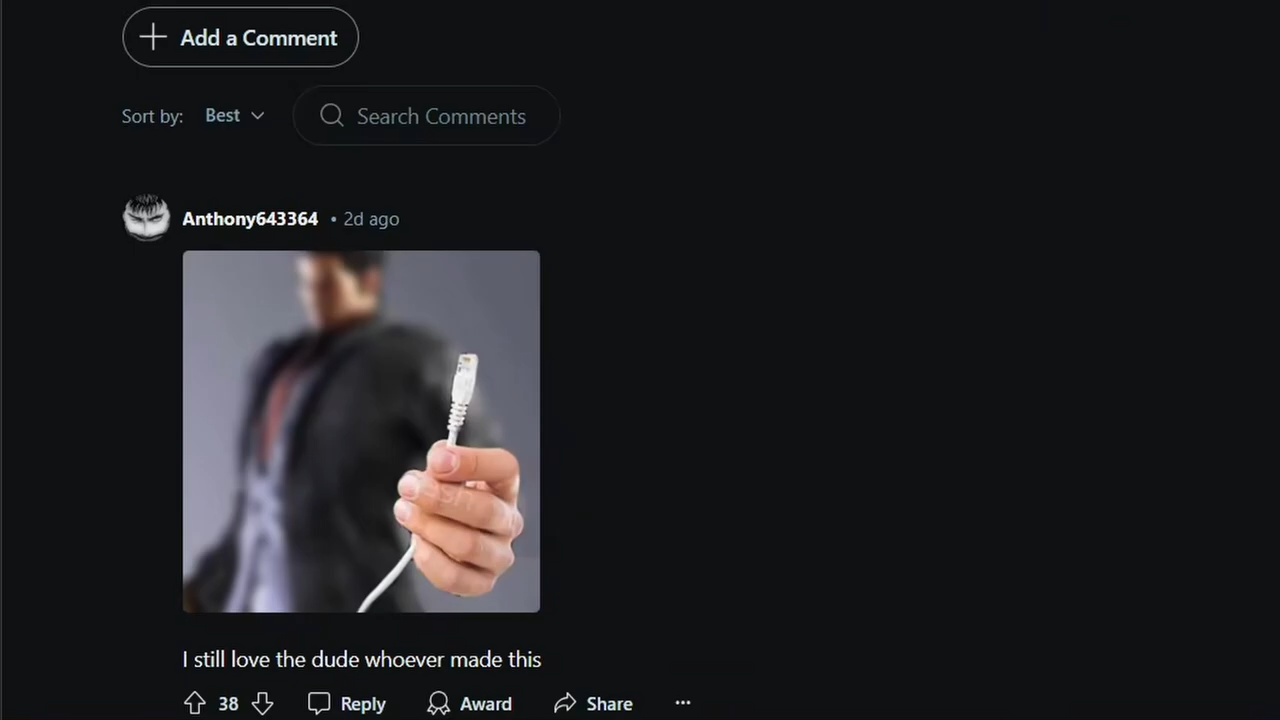 Add a Comment
Sort by: Best Search Comments
Anthony643364 • 2d ago
I still love the dude whoever made this
38 Reply Award Share ...